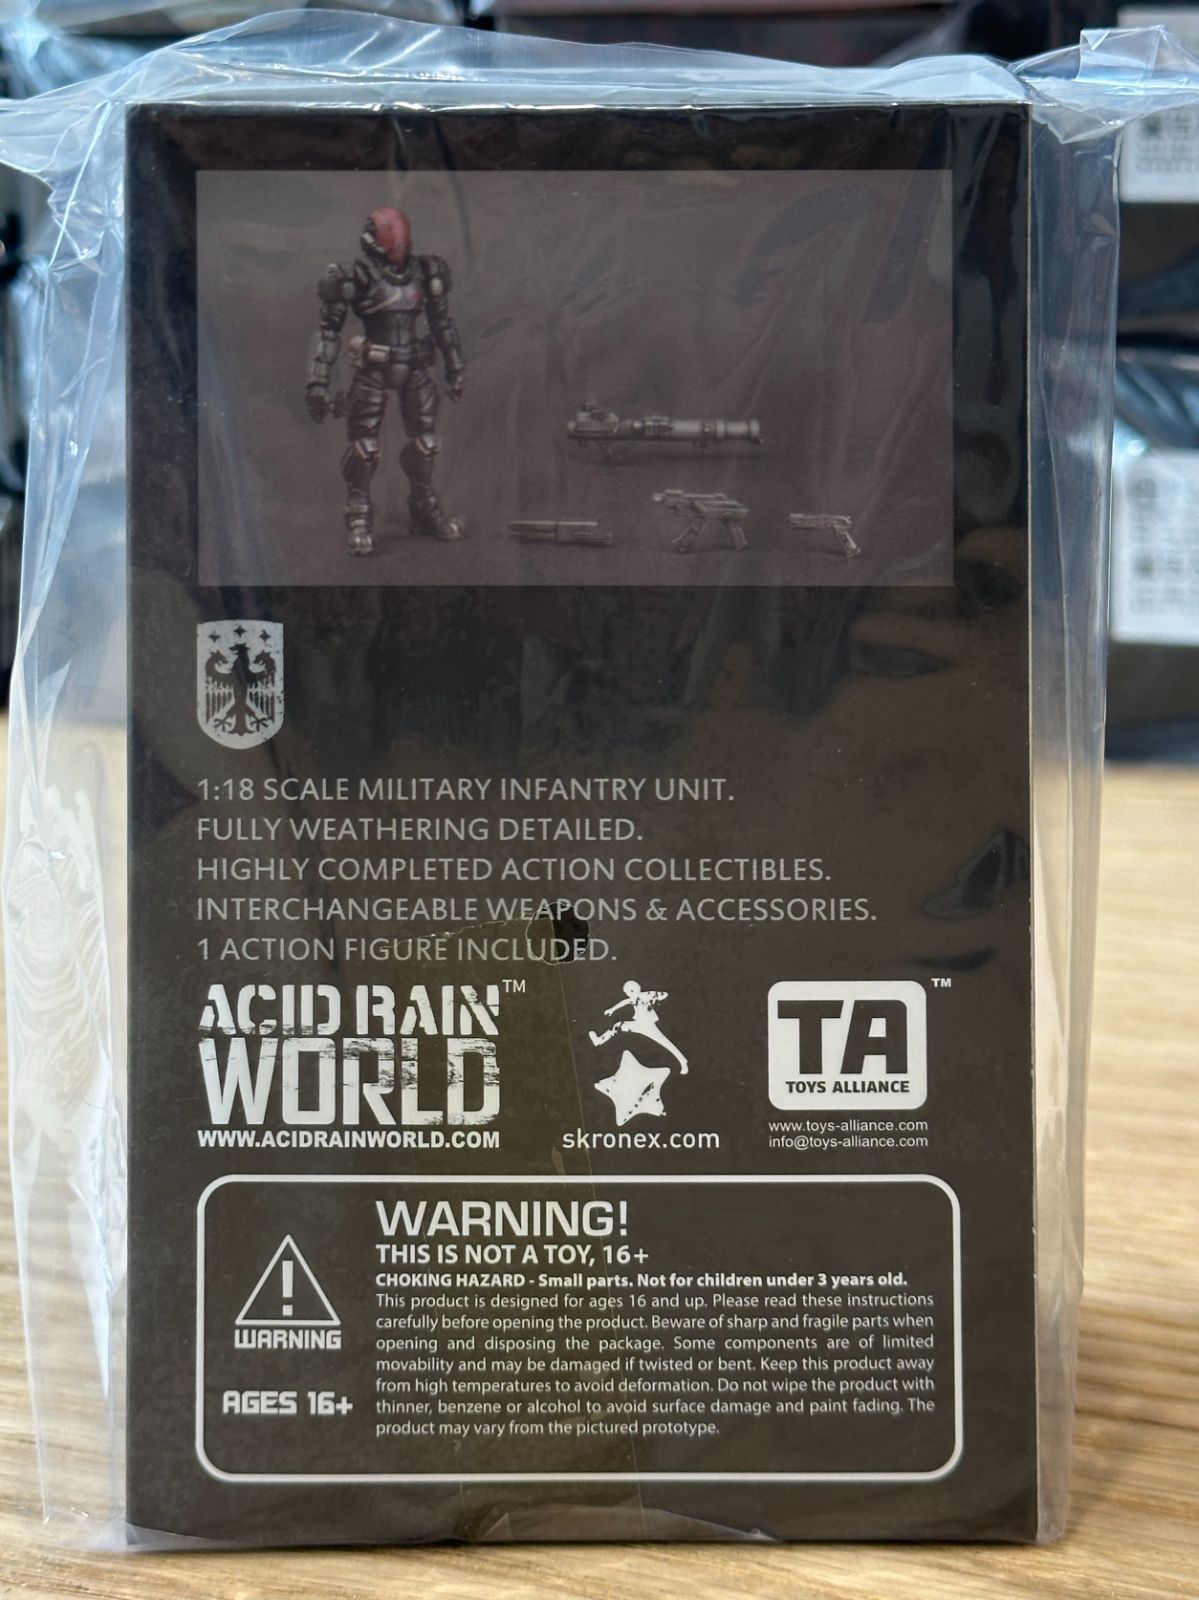 1:18 SCALE MILITARY INFANTRY UNIT.
FULLY WEATHERING DETAILED.
HIGHLY COMPLETED ACTION COLLECTIBLES.
INTERCHANGEABLE WEAPONS & ACCESSORIES.
1 ACTION FIGURE INCLUDED.
ACID RAIN™
WORLD
WWW.ACIDRAINWORLD.COM
skronex.com
TA™
TOYS ALLIANCE
www.toys-alliance.com
info@toys-alliance.com
WARNING!
THIS IS NOT A TOY, 16+
CHOKING HAZARD - Small parts. Not for children under 3 years old.
This product is designed for ages 16 and up. Please read these instructions
carefully before opening the product. Beware of sharp and fragile parts when
opening and disposing the package. Some components are of limited
movability and may be damaged if twisted or bent. Keep this product away
from high temperatures to avoid deformation. Do not wipe the product with
thinner, benzene or alcohol to avoid surface damage and paint fading. The
product may vary from the pictured prototype.
!
WARNING
AGES 16+